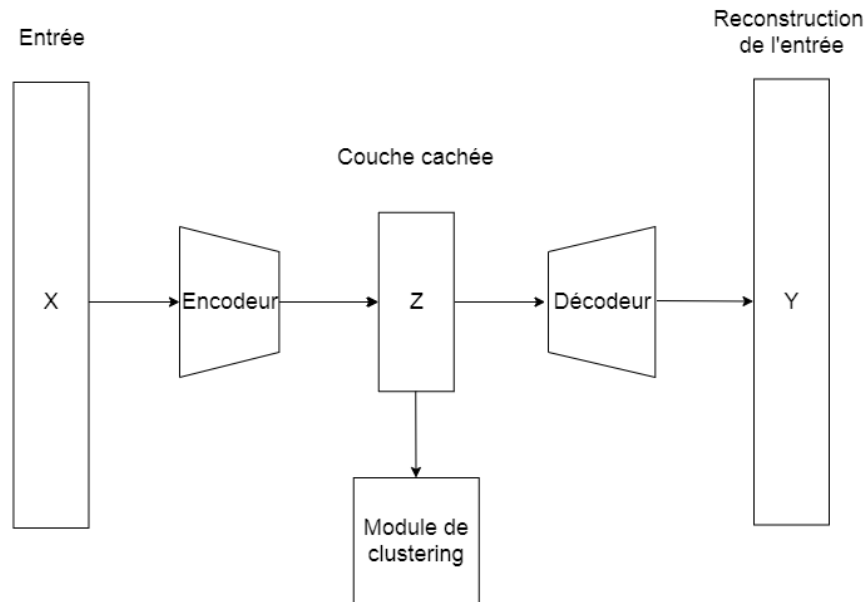 Entrée
Reconstruction
de l'entrée
Couche cachée
X
Encodeur
Z
Décodeur
Y
Module de
clustering